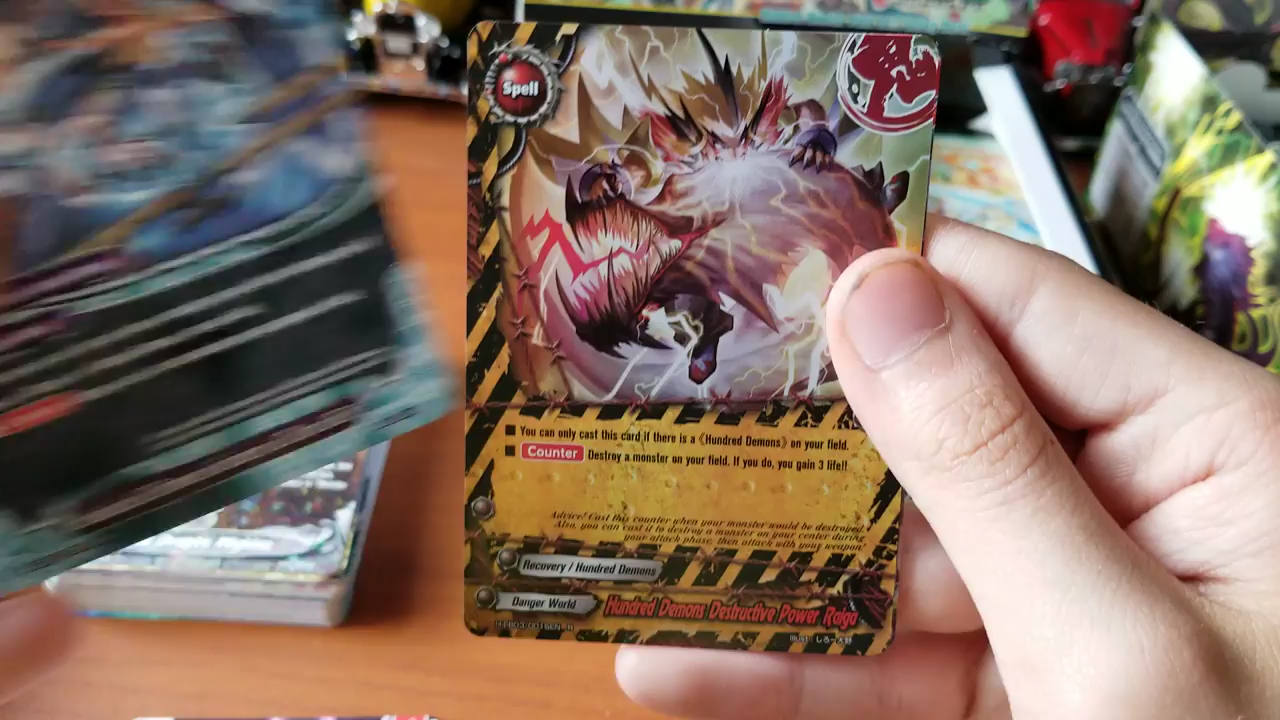 Spell
■ You can only cast this card if there is a《Hundred Demons》on your field.
■ Counter Destroy a monster on your field. If you do, you gain 3 life!!
Advice! Cast this counter when your monster would be destroyed.
Also, you can cast it to destroy a monster on your center during
your attack phase, then attack with your weapon.
Recovery / Hundred Demons
Danger World
Hundred Demons Destructive Power Raiga
Illust